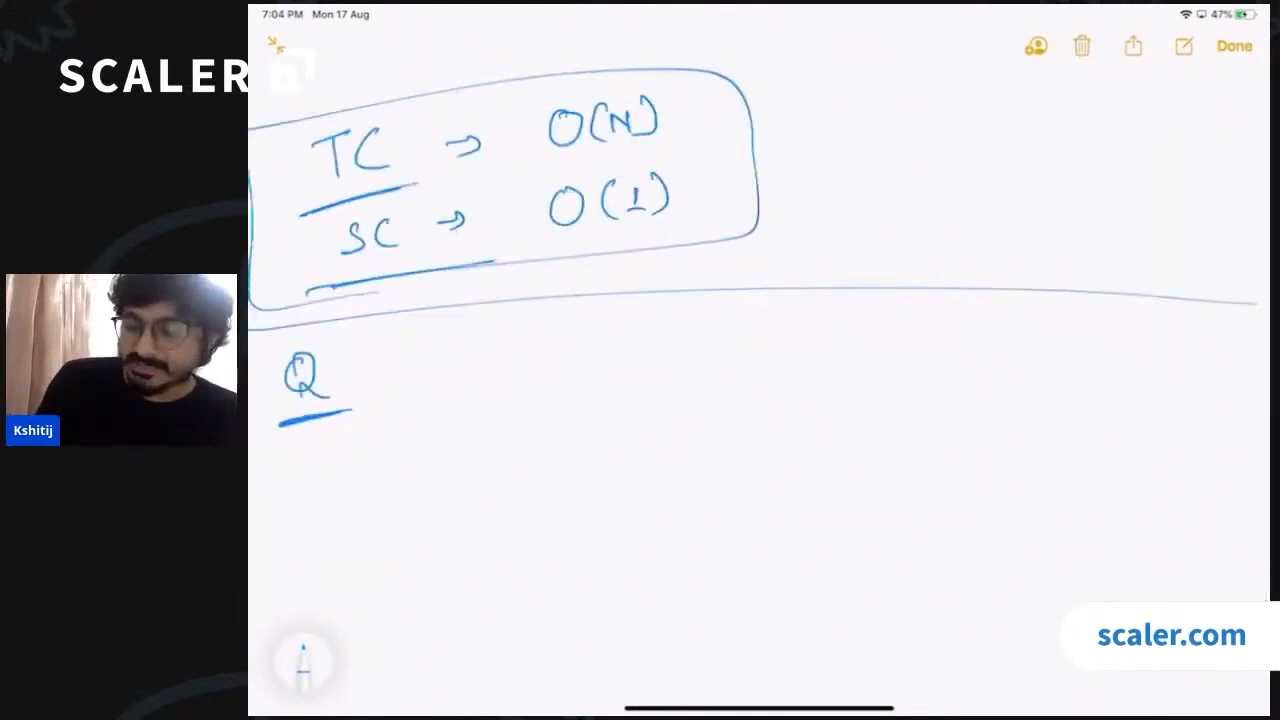 7:04 PM Mon 17 Aug
47%
SCALER
Done
TC → O(N)
SC → O(1)
Q
Kshitij
scaler.com